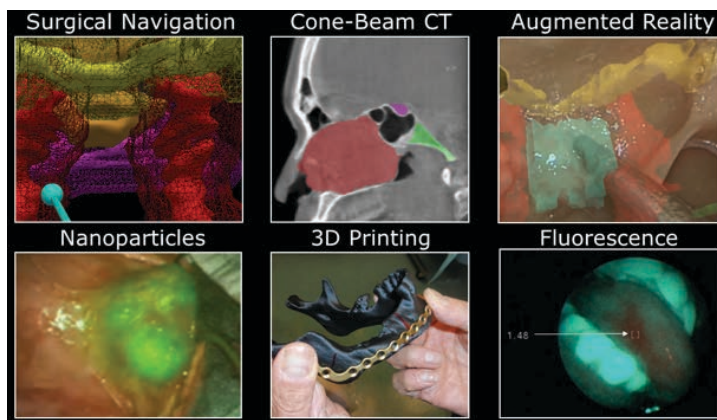 Surgical Navigation
Cone-Beam CT
Augmented Reality
Nanoparticles
3D Printing
Fluorescence
1.48
[]